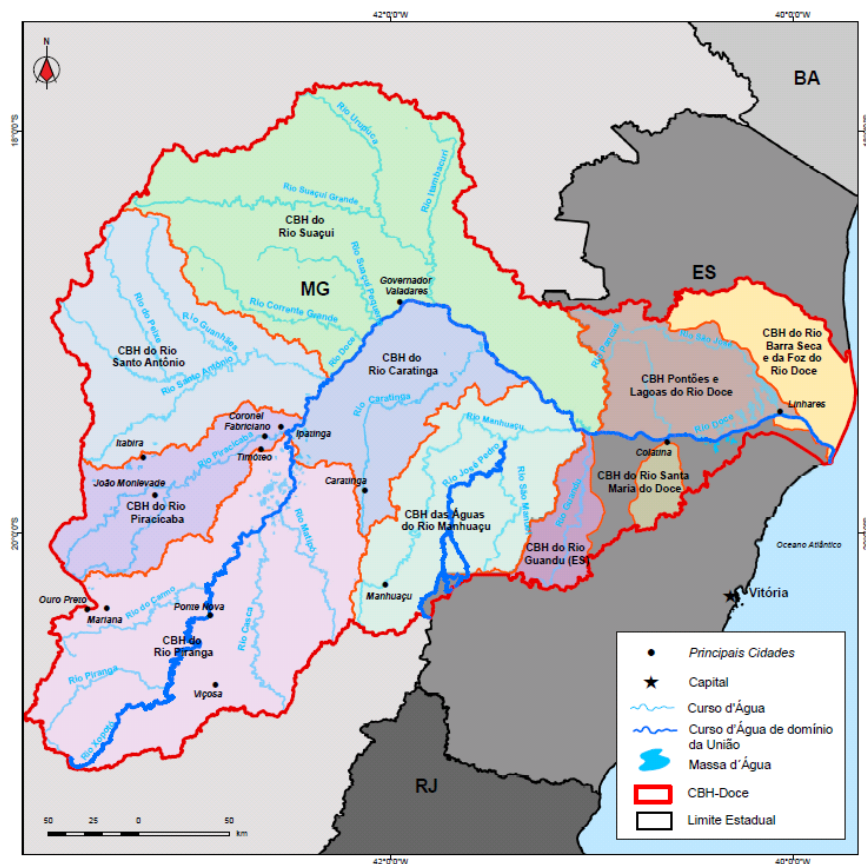 42°0'0"W
40°0'0"W
N
BA
18°0'0"S
Rio Urupuca
Rio Itambacuri
Rio Suaçuí Grande
CBH do
Rio Suaçuí
ES
MG
Rio Suaçuí Pequeno
Governador
Valadares
Rio Corrente Grande
Rio Doce
Rio do Peixe
Rio Guanhães
CBH do Rio
Santo Antônio
Rio Santo Antônio
CBH do
Rio Caratinga
Rio Caratinga
Rio Pancas
Rio São José
CBH do Rio
Barra Seca
e da Foz do
Rio Doce
CBH Pontões e
Lagoas do Rio Doce
Linhares
Rio Doce
Colatina
Coronel
Fabriciano
Ipatinga
Timóteo
Itabira
Rio Piracicaba
João Monlevade
CBH do Rio
Piracicaba
Rio Manhuaçu
Rio José Pedro
Caratinga
CBH das Águas
do Rio Manhuaçu
Rio São Manuel
Rio Guandu
CBH do Rio Santa
Maria do Doce
CBH do Rio
Guandu (ES)
20°0'0"S
Oceano Atlântico
Rio Matipó
Manhuaçu
Vitória
Ouro Preto
Mariana
Rio do Carmo
Ponte Nova
Rio Casca
CBH do
Rio Piranga
Rio Piranga
Viçosa
Rio Xopotó
RJ
Principais Cidades
Capital
Curso d'Água
Curso d'Água de domínio
da União
Massa d´Água
CBH-Doce
Limite Estadual
50 25 0 50
km
42°0'0"W
40°0'0"W